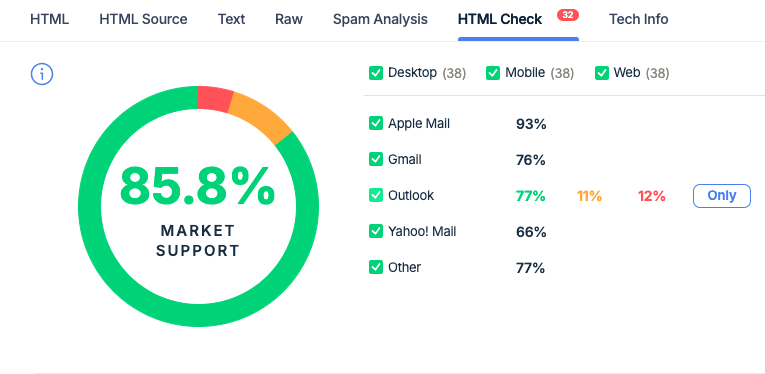 HTML HTML Source Text Raw Spam Analysis HTML Check 32 Tech Info
Desktop (38) Mobile (38) Web (38)
85.8%
MARKET
SUPPORT
Apple Mail 93%
Gmail 76%
Outlook 77% 11% 12% Only
Yahoo! Mail 66%
Other 77%